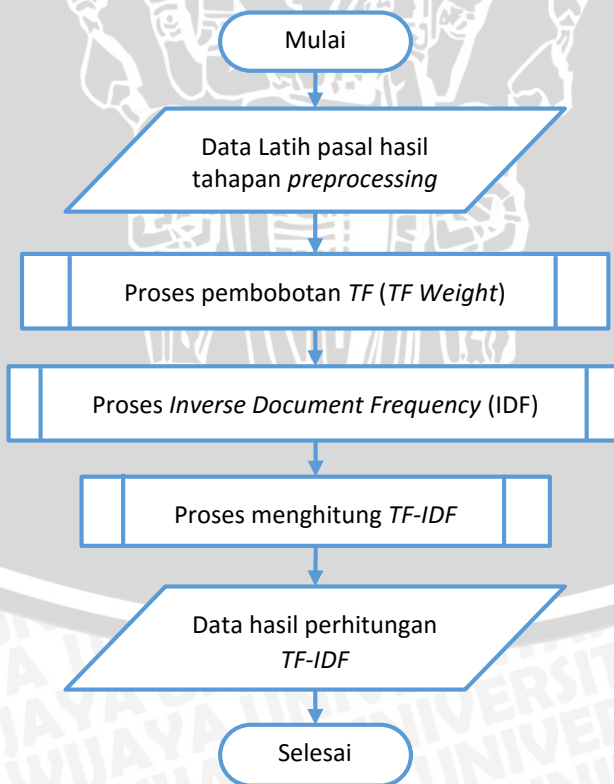 Mulai
Data Latih pasal hasil
tahapan preprocessing
Proses pembobotan TF (TF Weight)
Proses Inverse Document Frequency (IDF)
Proses menghitung TF-IDF
Data hasil perhitungan
TF-IDF
Selesai